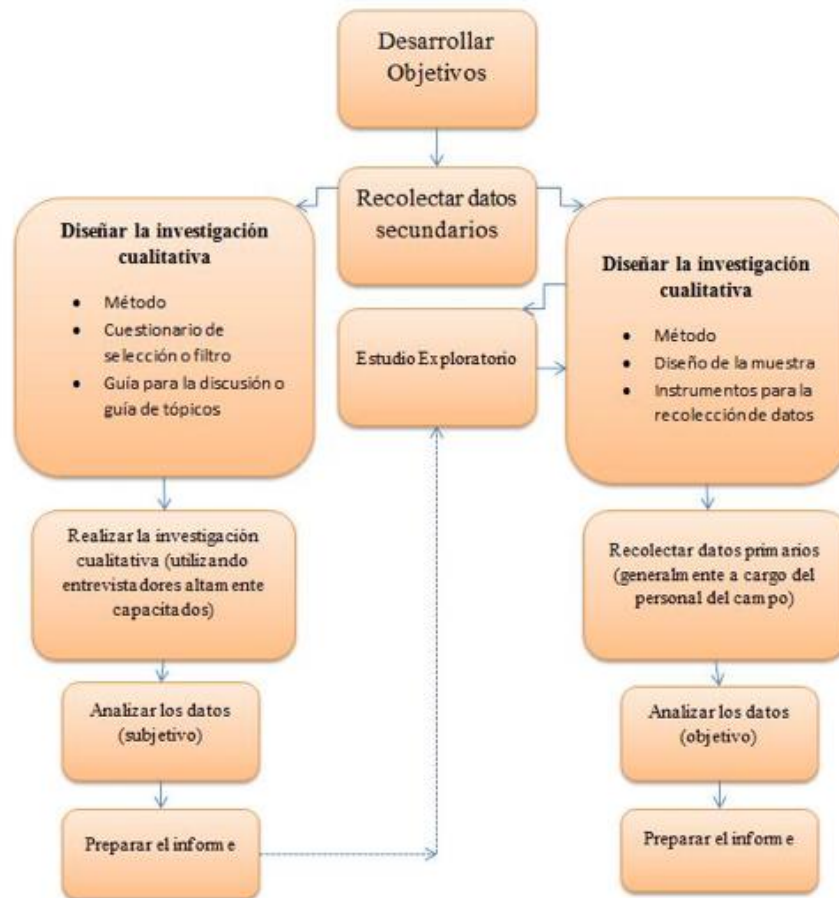 Desarrollar
Objetivos
Recolectar datos
secundarios
Diseñar la investigación
cualitativa
• Método
• Cuestionario de
selección o filtro
• Guía para la discusión o
guía de tópicos
Estudio Exploratorio
Diseñar la investigación
cualitativa
• Método
• Diseño de la muestra
• Instrumentos para la
recolección de datos
Realizar la investigación
cualitativa (utilizando
entrevistadores altamente
capacitados)
Recolectar datos primarios
(generalmente a cargo del
personal del campo)
Analizar los datos
(subjetivo)
Analizar los datos
(objetivo)
Preparar el informe
Preparar el informe